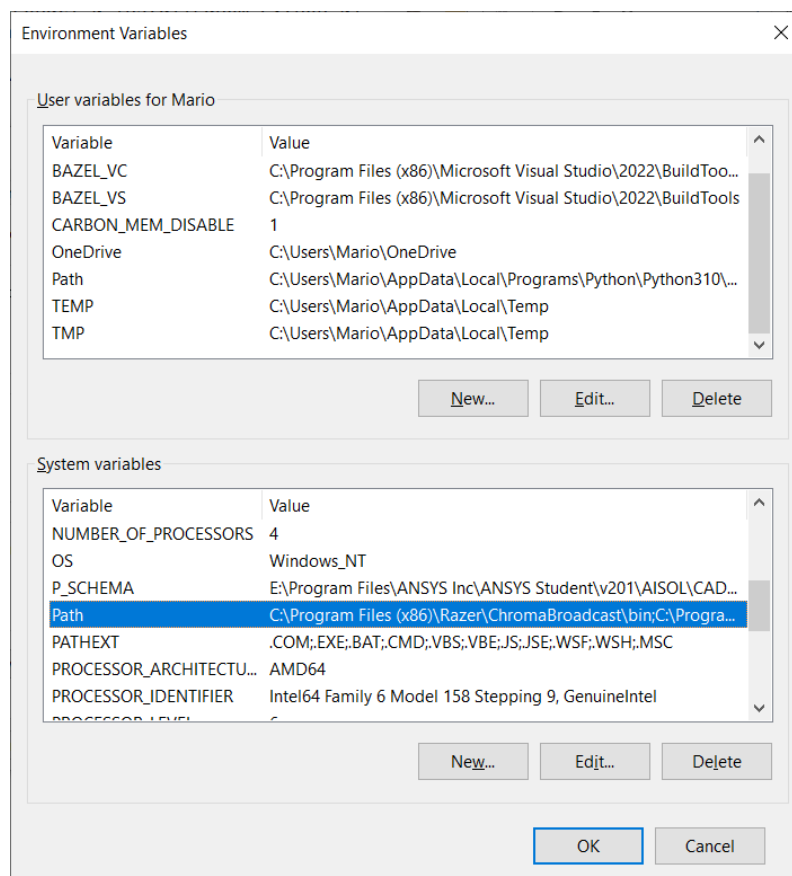 Environment Variables
User variables for Mario
Variable Value
BAZEL_VC C:\Program Files (x86)\Microsoft Visual Studio\2022\BuildToo...
BAZEL_VS C:\Program Files (x86)\Microsoft Visual Studio\2022\BuildTools
CARBON_MEM_DISABLE 1
OneDrive C:\Users\Mario\OneDrive
Path C:\Users\Mario\AppData\Local\Programs\Python\Python310\...
TEMP C:\Users\Mario\AppData\Local\Temp
TMP C:\Users\Mario\AppData\Local\Temp
New... Edit... Delete
System variables
Variable Value
NUMBER_OF_PROCESSORS 4
OS Windows_NT
P_SCHEMA E:\Program Files\ANSYS Inc\ANSYS Student\v201\AISOL\CAD...
Path C:\Program Files (x86)\Razer\ChromaBroadcast\bin;C:\Progra...
PATHEXT .COM;.EXE;.BAT;.CMD;.VBS;.VBE;.JS;.JSE;.WSF;.WSH;.MSC
PROCESSOR_ARCHITECTU... AMD64
PROCESSOR_IDENTIFIER Intel64 Family 6 Model 158 Stepping 9, GenuineIntel
PROCESSOR_LEVEL 6
New... Edit... Delete
OK Cancel